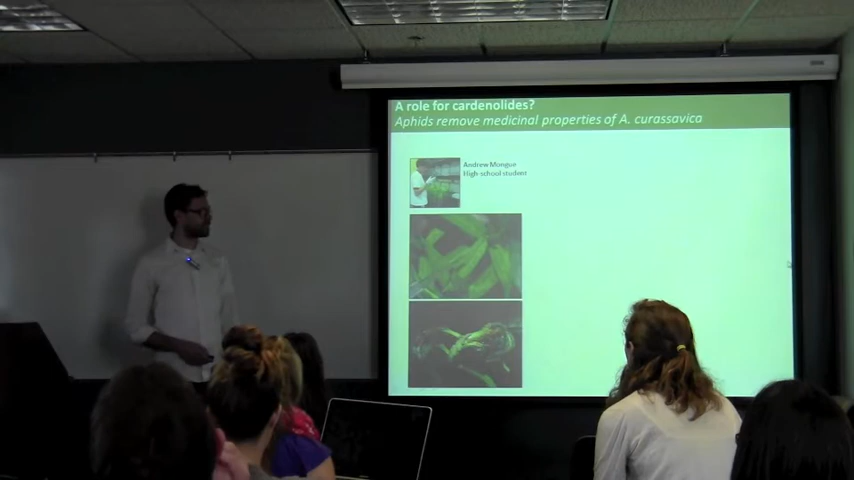 A role for cardenolides?
Aphids remove medicinal properties of A. curassavica
Andrew Mongue
High-school student